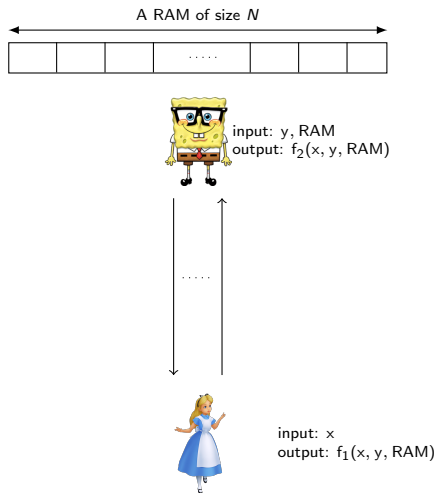 A RAM of size N
.....
input: y, RAM
output: f₂(x, y, RAM)
.....
input: x
output: f₁(x, y, RAM)